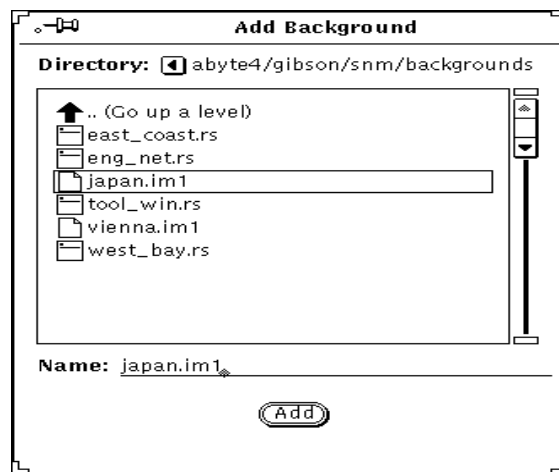 Add Background
Directory: abyte4/gibson/snm/backgrounds
.. (Go up a level)
east_coast.rs
eng_net.rs
japan.im1
tool_win.rs
vienna.im1
west_bay.rs
Name: japan.im1
Add